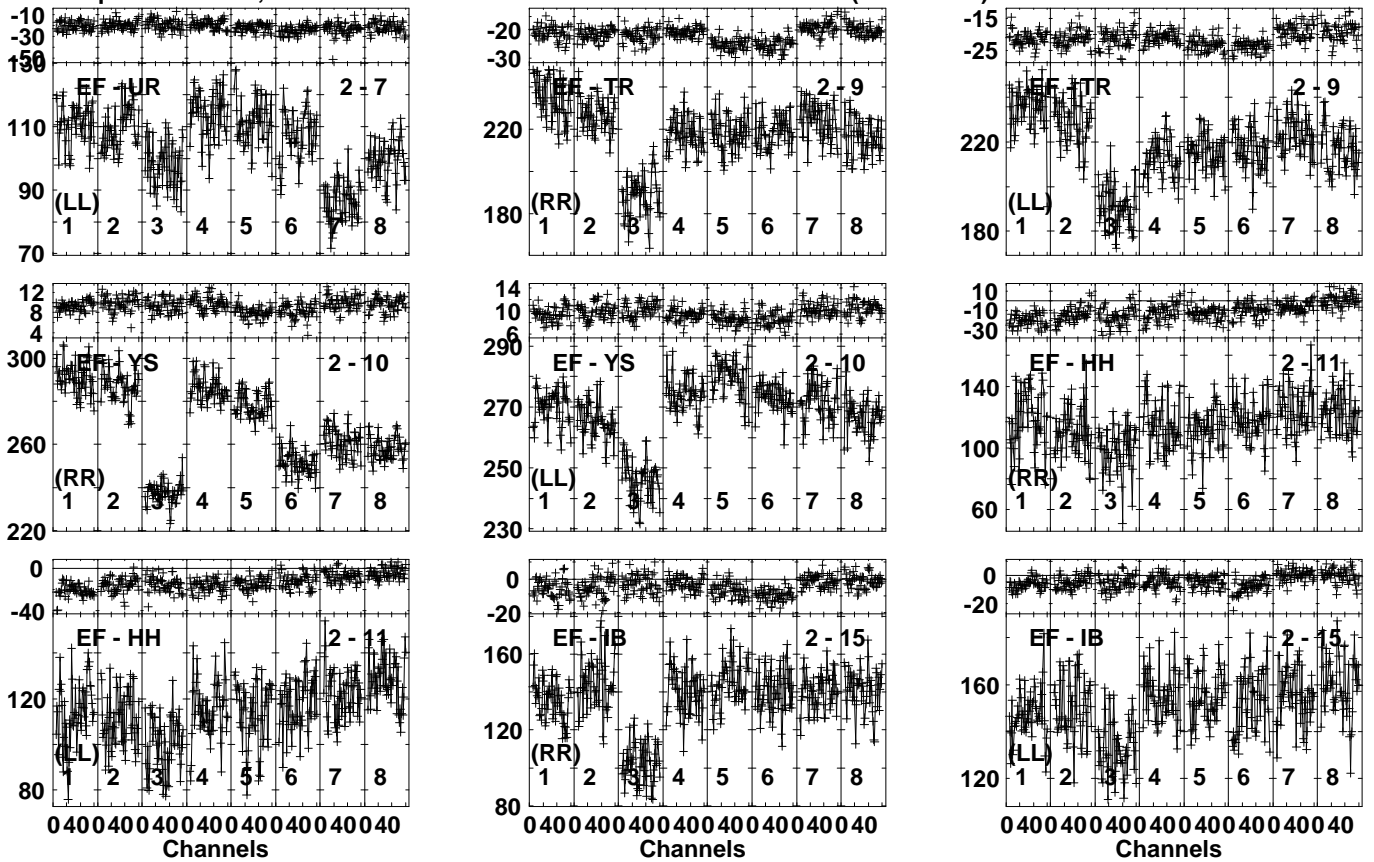 -10
-30
-50
-20
-30
-15
-25
130
110
90
70
EF - UR 2 - 7
(LL)
1 2 3 4 5 6 7 8
220
180
EF - TR 2 - 9
(RR)
1 2 3 4 5 6 7 8
220
180
EF - TR 2 - 9
(LL)
1 2 3 4 5 6 7 8
12
8
4
14
10
6
10
-10
-30
300
260
220
EF - YS 2 - 10
(RR)
1 2 3 4 5 6 7 8
290
270
250
230
EF - YS 2 - 10
(LL)
1 2 3 4 5 6 7 8
140
100
60
EF - HH 2 - 11
(RR)
1 2 3 4 5 6 7 8
0
-40
0
-20
0
-20
120
80
EF - HH 2 - 11
(LL)
1 2 3 4 5 6 7 8
160
120
80
EF - IB 2 - 15
(RR)
1 2 3 4 5 6 7 8
160
120
EF - IB 2 - 15
(LL)
1 2 3 4 5 6 7 8
0 40 0 40 0 40 0 40 0 40 0 40 0 40 0 40
Channels
0 40 0 40 0 40 0 40 0 40 0 40 0 40 0 40
Channels
0 40 0 40 0 40 0 40 0 40 0 40 0 40 0 40
Channels